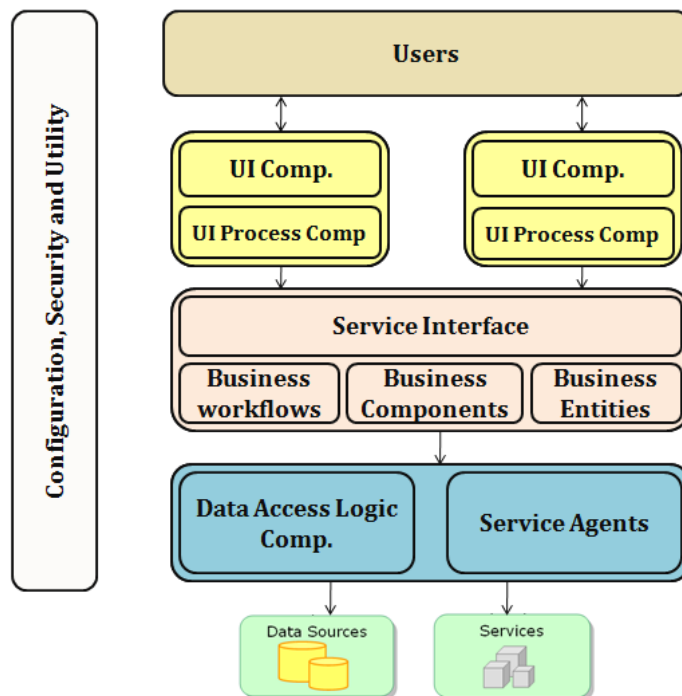 Configuration, Security and Utility
Users
UI Comp.
UI Process Comp
UI Comp.
UI Process Comp
Service Interface
Business
workflows
Business
Components
Business
Entities
Data Access Logic
Comp.
Service Agents
Data Sources
Services